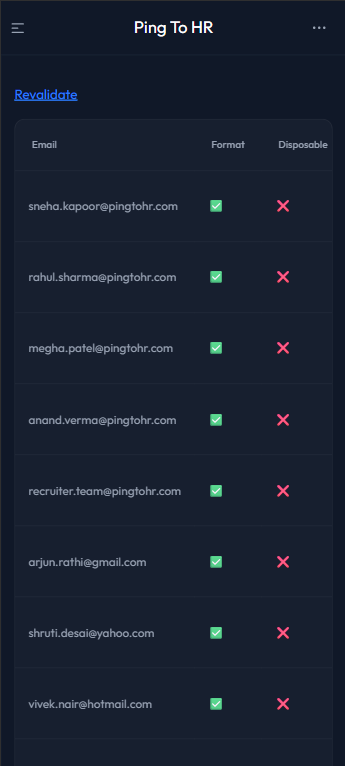 Ping To HR
Revalidate
Email Format Disposable
sneha.kapoor@pingtohr.com
rahul.sharma@pingtohr.com
megha.patel@pingtohr.com
anand.verma@pingtohr.com
recruiter.team@pingtohr.com
arjun.rathi@gmail.com
shruti.desai@yahoo.com
vivek.nair@hotmail.com